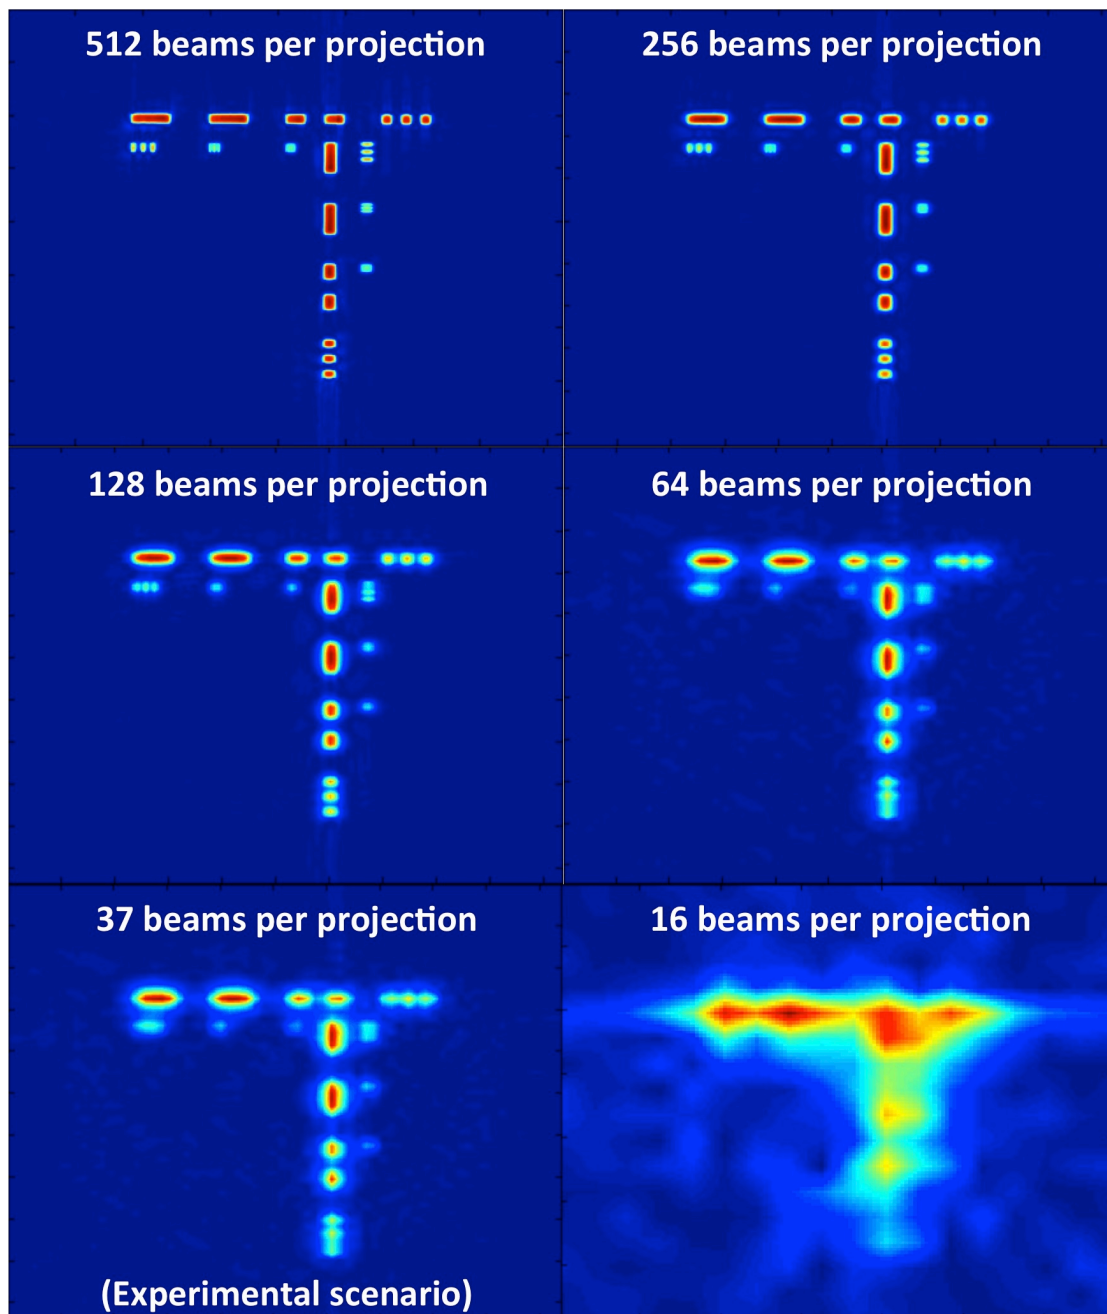 512 beams per projection
256 beams per projection
128 beams per projection
64 beams per projection
37 beams per projection
16 beams per projection
(Experimental scenario)